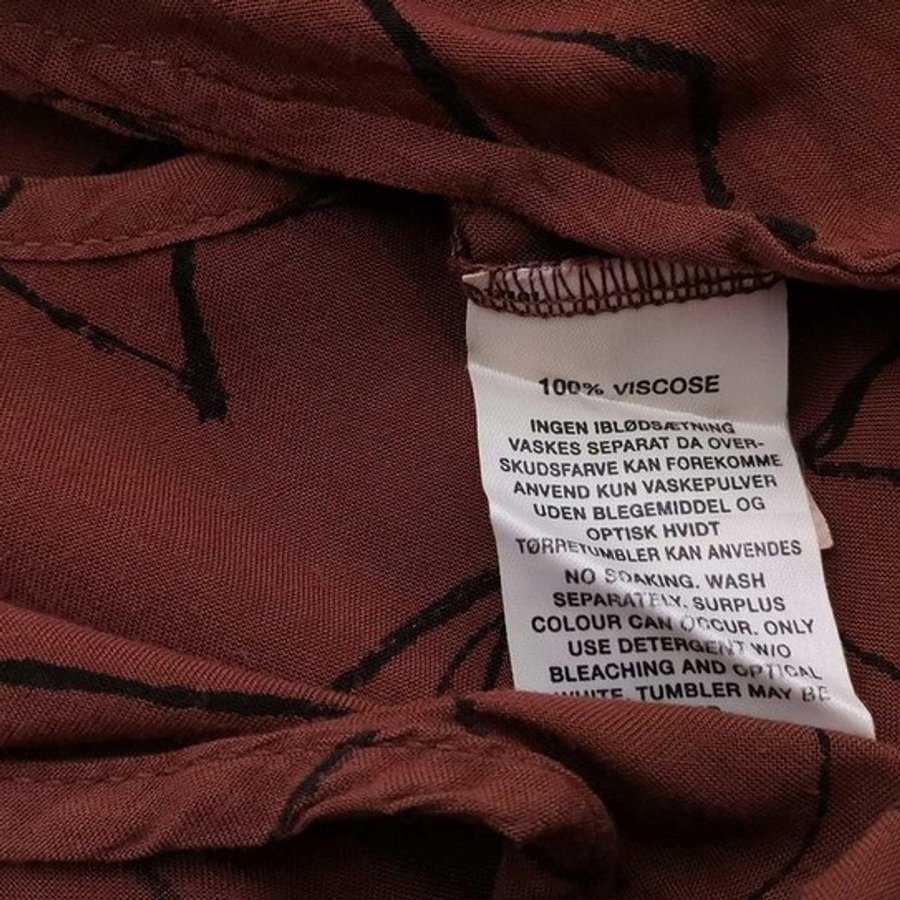 100% VISCOSE
INGEN IBLØDSÆTNING
VASKES SEPARAT DA OVER-
SKUDSFARVE KAN FOREKOMME
ANVEND KUN VASKEPULVER
UDEN BLEGEMIDDEL OG
OPTISK HVIDT
TØRRETUMBLER KAN ANVENDES
NO SOAKING. WASH
SEPARATELY. SURPLUS
COLOUR CAN OCCUR. ONLY
USE DETERGENT W/O
BLEACHING AND OPTICAL
WHITE. TUMBLER MAY BE